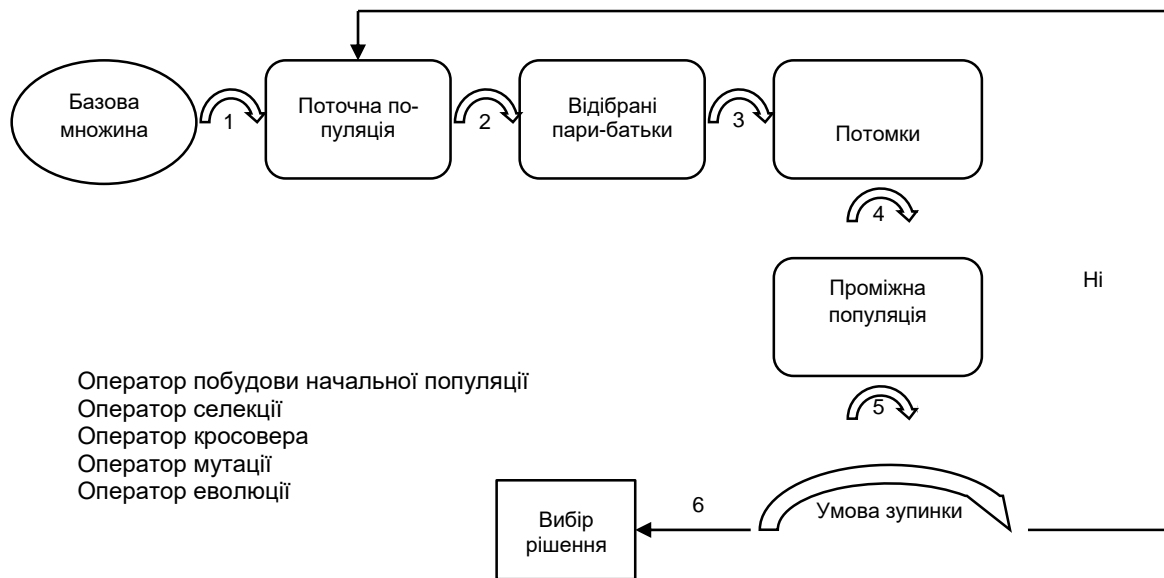 Базова
множина
1
Поточна по-
пуляція
2
Відібрані
пари-батьки
3
Потомки
4
Проміжна
популяція
Ні
5
Оператор побудови начальної популяції
Оператор селекції
Оператор кросовера
Оператор мутації
Оператор еволюції
Вибір
рішення
6
Умова зупинки